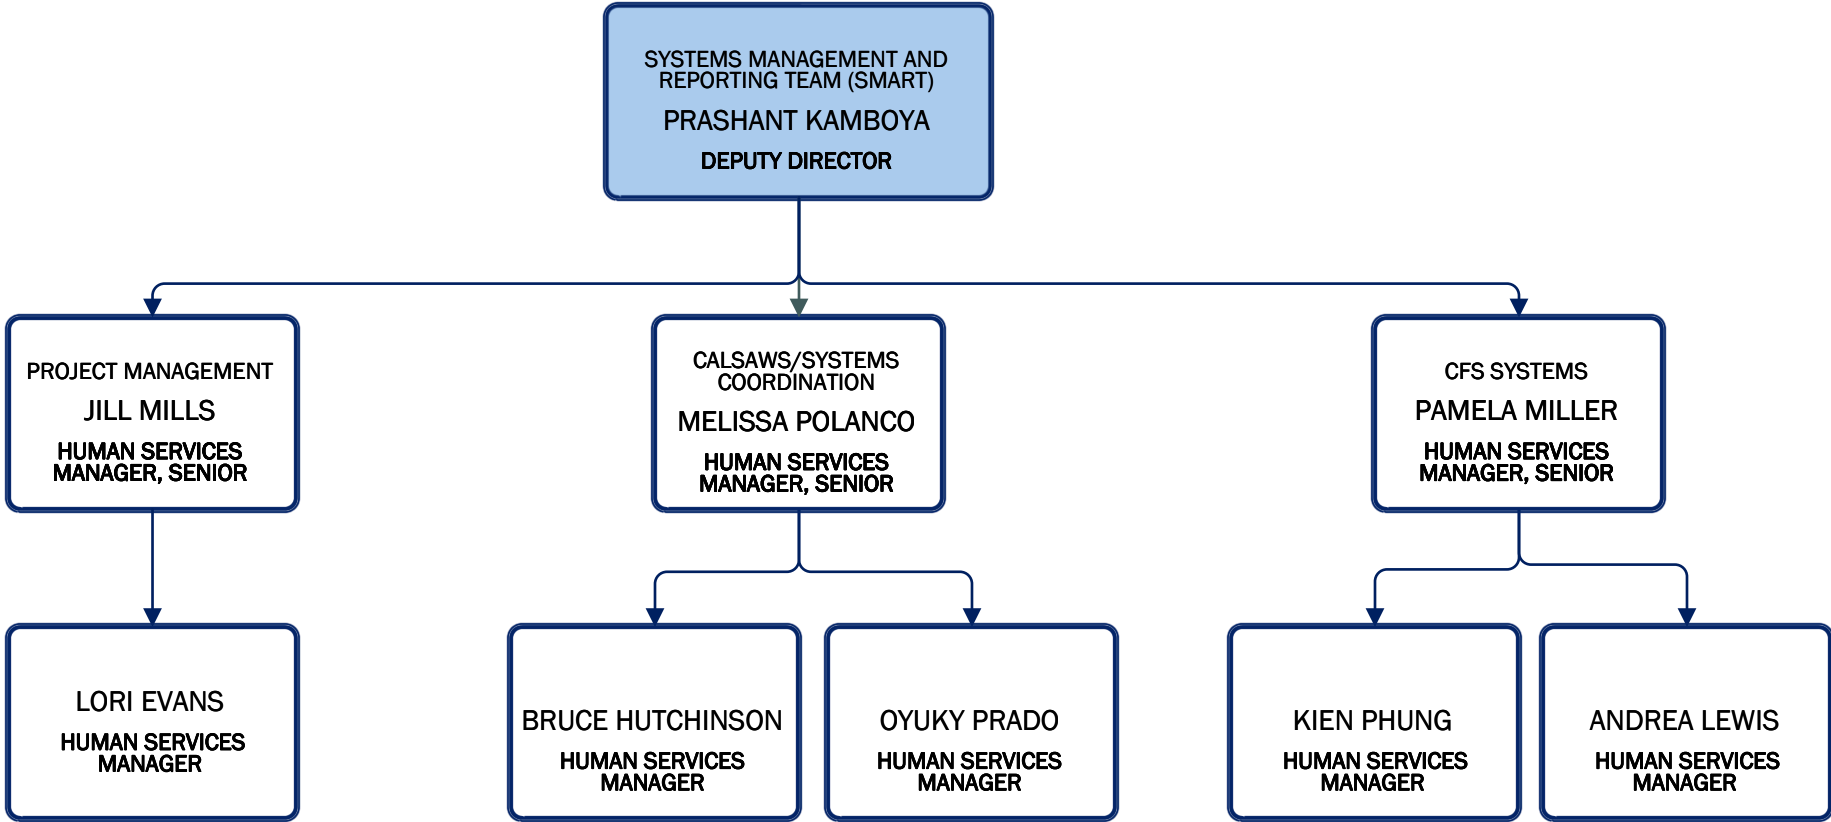 SYSTEMS MANAGEMENT AND
REPORTING TEAM (SMART)
PRASHANT KAMBOYA
DEPUTY DIRECTOR
PROJECT MANAGEMENT
JILL MILLS
HUMAN SERVICES
MANAGER, SENIOR
CALSAWS/SYSTEMS
COORDINATION
MELISSA POLANCO
HUMAN SERVICES
MANAGER, SENIOR
CFS SYSTEMS
PAMELA MILLER
HUMAN SERVICES
MANAGER, SENIOR
LORI EVANS
HUMAN SERVICES
MANAGER
BRUCE HUTCHINSON
HUMAN SERVICES
MANAGER
OYUKY PRADO
HUMAN SERVICES
MANAGER
KIEN PHUNG
HUMAN SERVICES
MANAGER
ANDREA LEWIS
HUMAN SERVICES
MANAGER